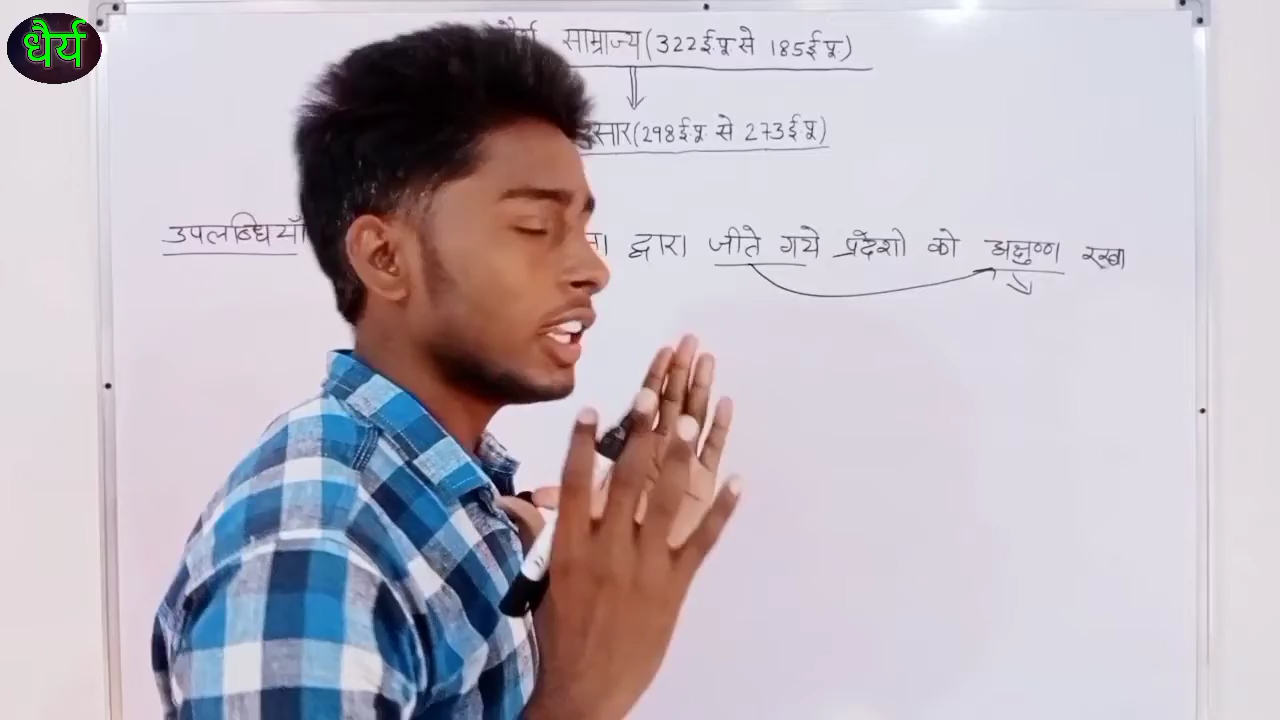 धैर्य
साम्राज्य (322ई.पू से 185ई.पू)
सार (298ई.पू. से 273ई.पू)
उपलब्धियाँ द्वारा जीते गये प्रदेशो को अक्षुण्ण रखा